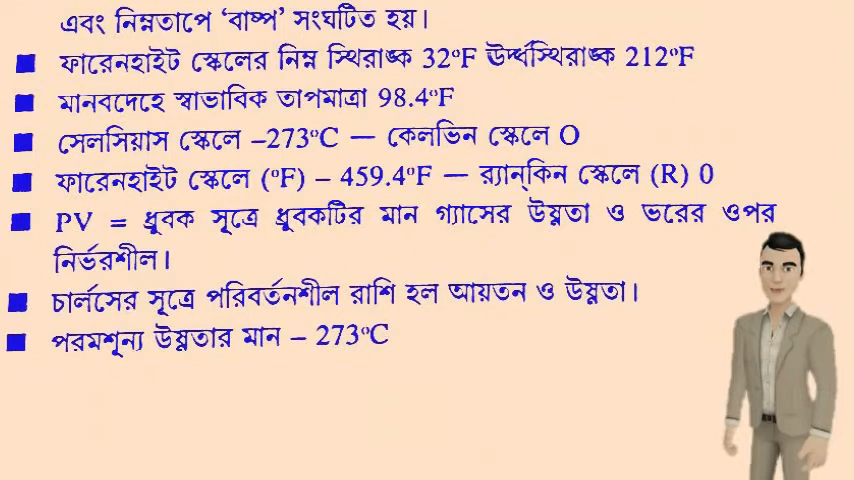 এবং নিম্নতাপে ‘বাষ্প’ সংঘটিত হয়।
ফারেনহাইট স্কেলের নিম্ন স্থিরাঙ্ক 32°F ঊর্ধ্বস্থিরাঙ্ক 212°F
মানবদেহে স্বাভাবিক তাপমাত্রা 98.4°F
সেলসিয়াস স্কেলে –273°C — কেলভিন স্কেলে O
ফারেনহাইট স্কেলে (°F) – 459.4°F — র‍্যান্‌কিন স্কেলে (R) 0
PV = ধ্রুবক সূত্রে ধ্রুবকটির মান গ্যাসের উষ্ণতা ও ভরের ওপর
নির্ভরশীল।
চার্লসের সূত্রে পরিবর্তনশীল রাশি হল আয়তন ও উষ্ণতা।
পরমশূন্য উষ্ণতার মান – 273°C